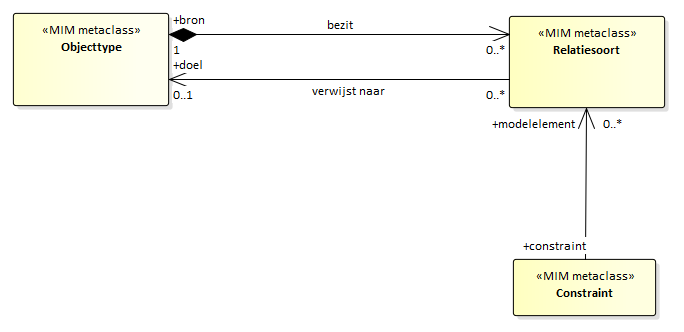 «MIM metaclass»
Objecttype
+bron
bezit
1
0..*
«MIM metaclass»
Relatiesoort
+doel
verwijst naar
0..1
0..*
+modelelement
0..*
+constraint
«MIM metaclass»
Constraint